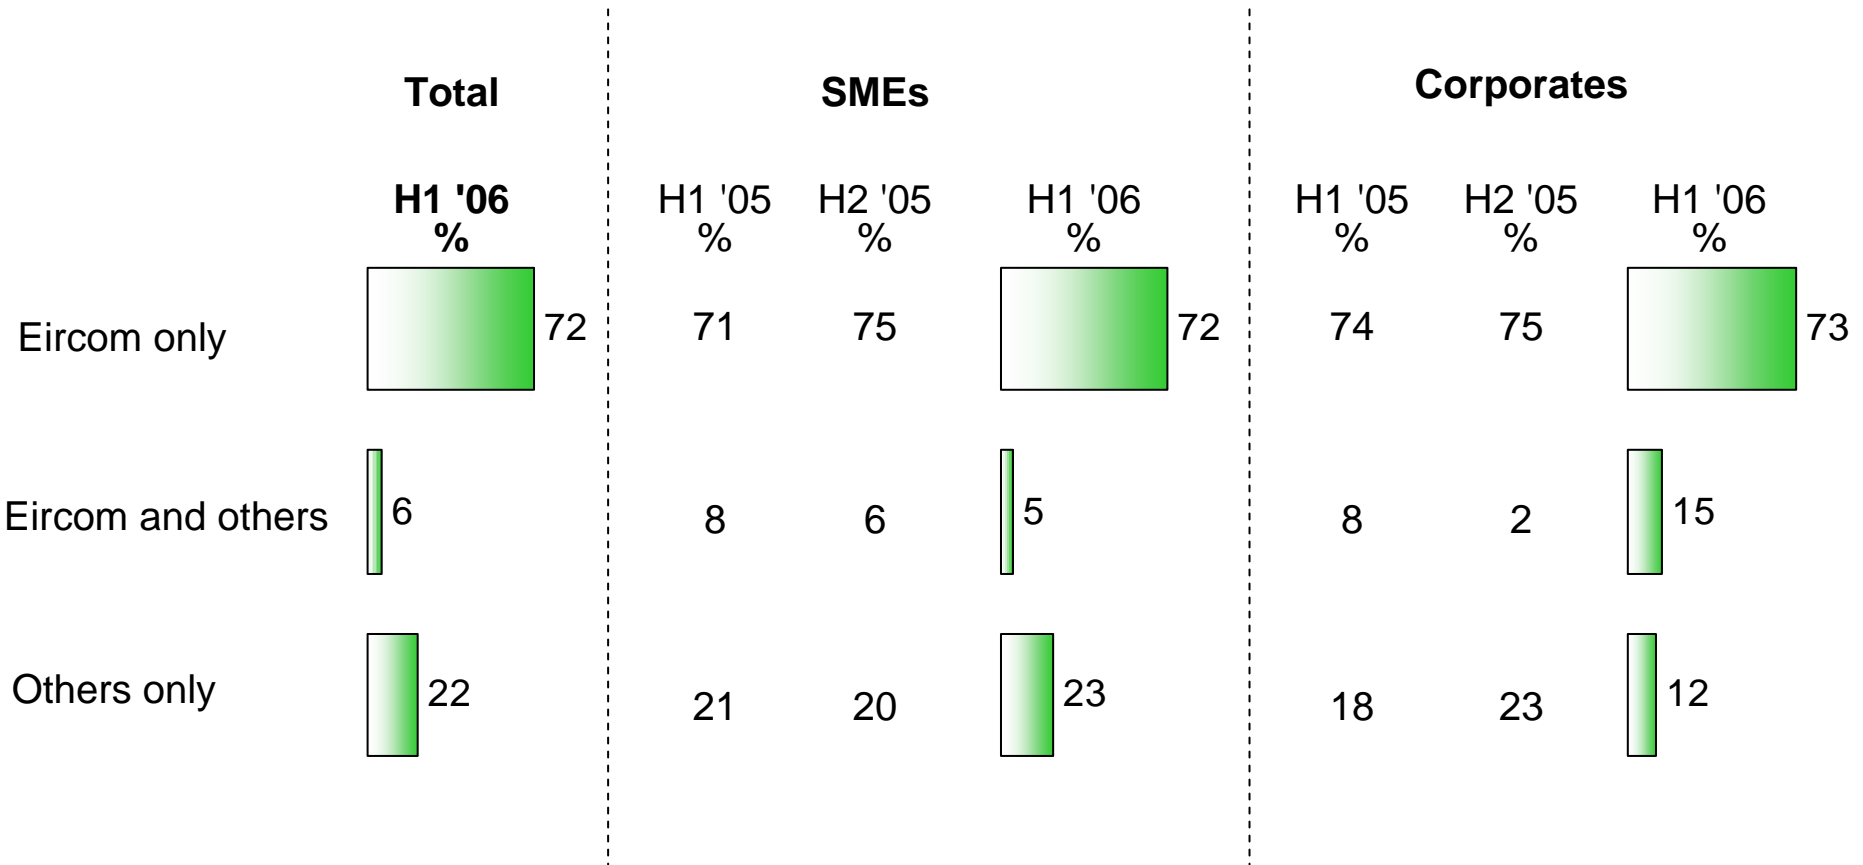 Total SMEs Corporates
H1 '06 H1 '05 H2 '05 H1 '06 H1 '05 H2 '05 H1 '06
% % % % % % %
Eircom only 72 71 75 72 74 75 73
Eircom and others 6 8 6 5 8 2 15
Others only 22 21 20 23 18 23 12